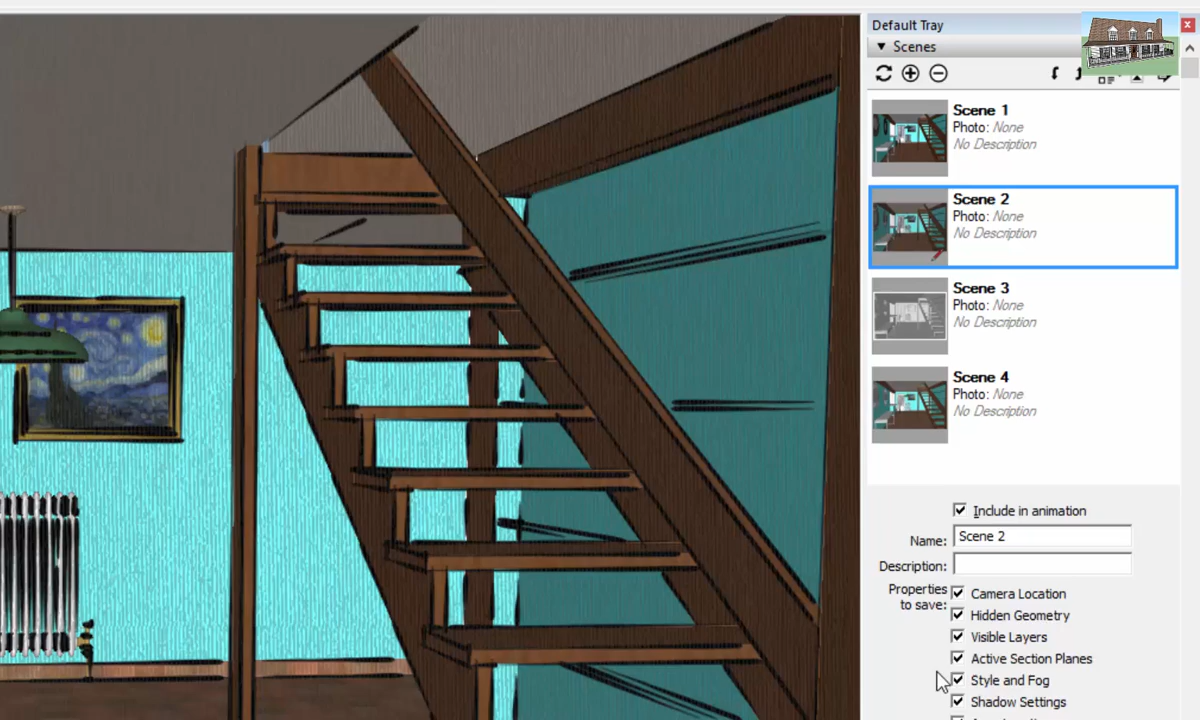 Default Tray
Scenes
Scene 1
Photo: None
No Description
Scene 2
Photo: None
No Description
Scene 3
Photo: None
No Description
Scene 4
Photo: None
No Description
Include in animation
Name: Scene 2
Description:
Properties to save:
Camera Location
Hidden Geometry
Visible Layers
Active Section Planes
Style and Fog
Shadow Settings